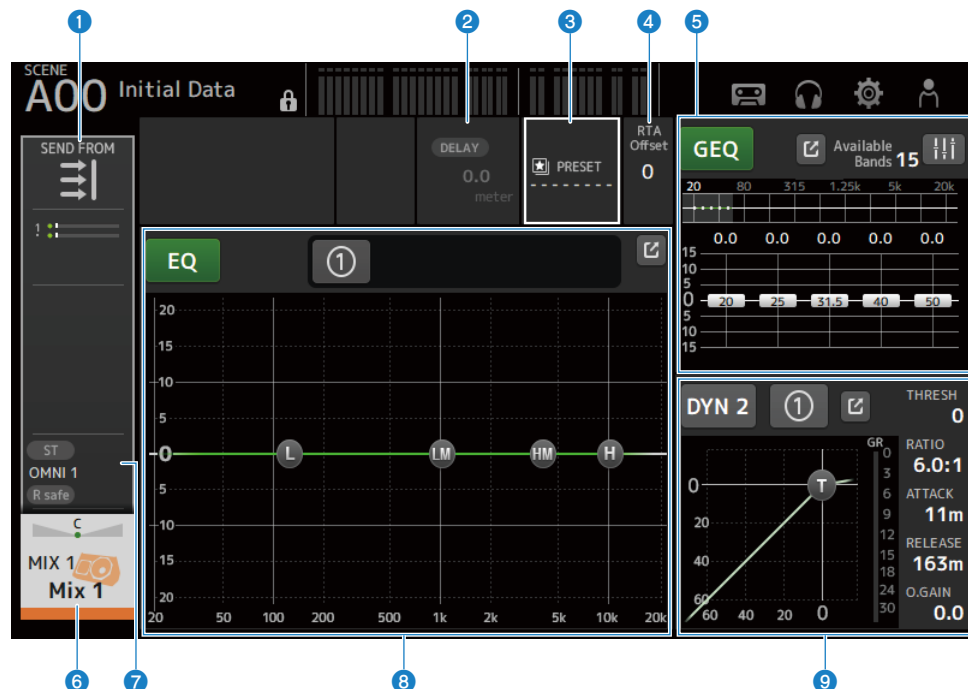 1 2 3 4 5
SCENE
A00 Initial Data
SEND FROM
1
ST
OMNI 1
R safe
C
MIX 1
Mix 1
DELAY
0.0
meter
PRESET
RTA
Offset
0
EQ ①
20
15
10
5
0
5
10
15
20
L LM HM H
20 50 100 200 500 1k 2k 5k 10k 20k
GEQ Available
Bands 15
20 80 315 1.25k 5k 20k
0.0 0.0 0.0 0.0 0.0
15
10
5
0 20 25 31.5 40 50
5
10
15
DYN 2 ①
THRESH
0
RATIO
6.0:1
ATTACK
11m
RELEASE
163m
O.GAIN
0.0
GR
0
3
6
9
12
15
18
24
30
T
0
20
40
60
60 40 20 0
6 7 8 9